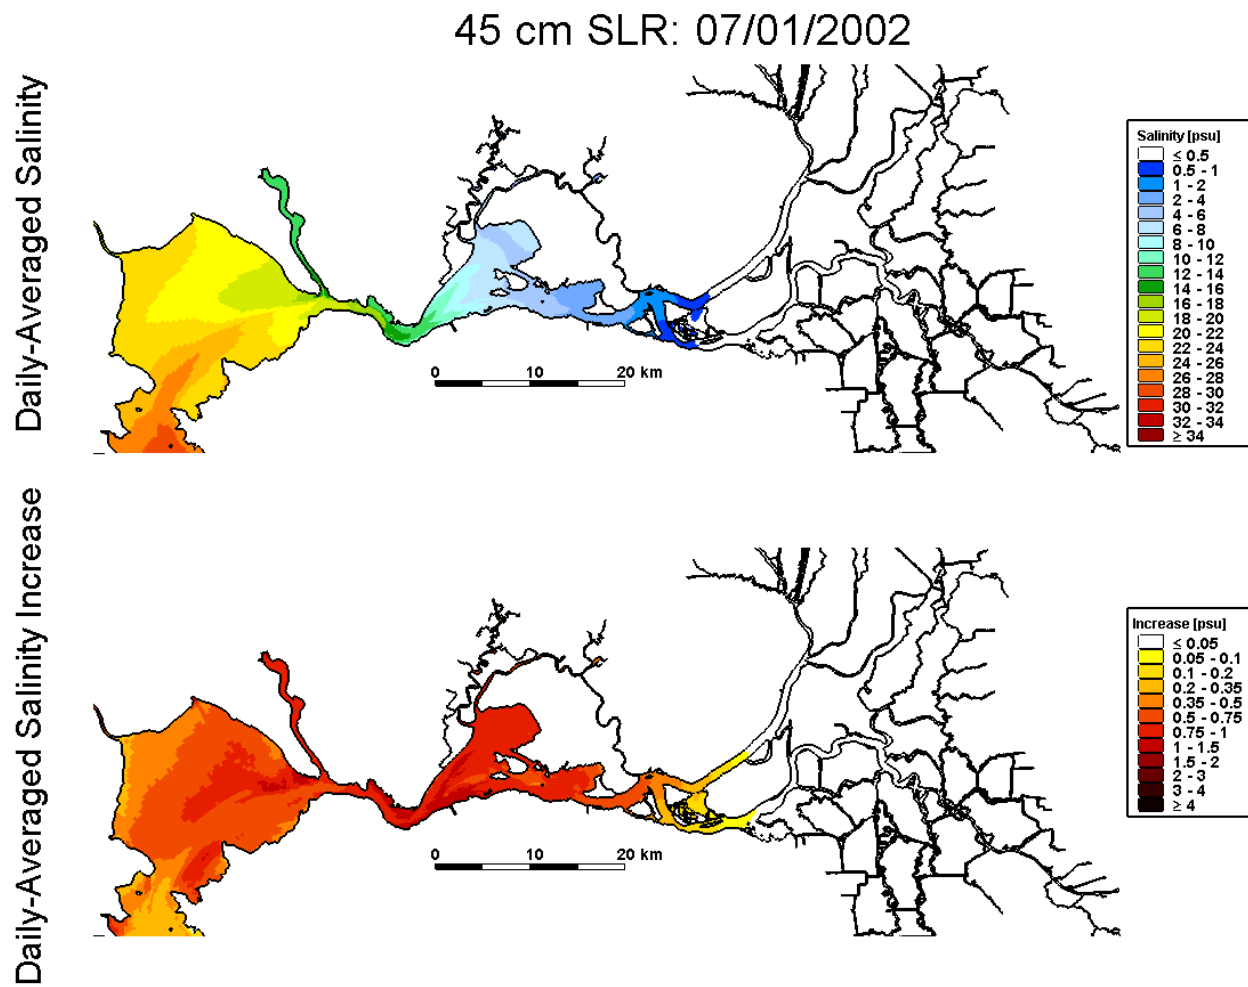 45 cm SLR: 07/01/2002
Daily-Averaged Salinity
Salinity [psu]
≤ 0.5
0.5 - 1
1 - 2
2 - 4
4 - 6
6 - 8
8 - 10
10 - 12
12 - 14
14 - 16
16 - 18
18 - 20
20 - 22
22 - 24
24 - 26
26 - 28
28 - 30
30 - 32
32 - 34
≥ 34
0 10 20 km
Daily-Averaged Salinity Increase
Increase [psu]
≤ 0.05
0.05 - 0.1
0.1 - 0.2
0.2 - 0.35
0.35 - 0.5
0.5 - 0.75
0.75 - 1
1 - 1.5
1.5 - 2
2 - 3
3 - 4
≥ 4
0 10 20 km